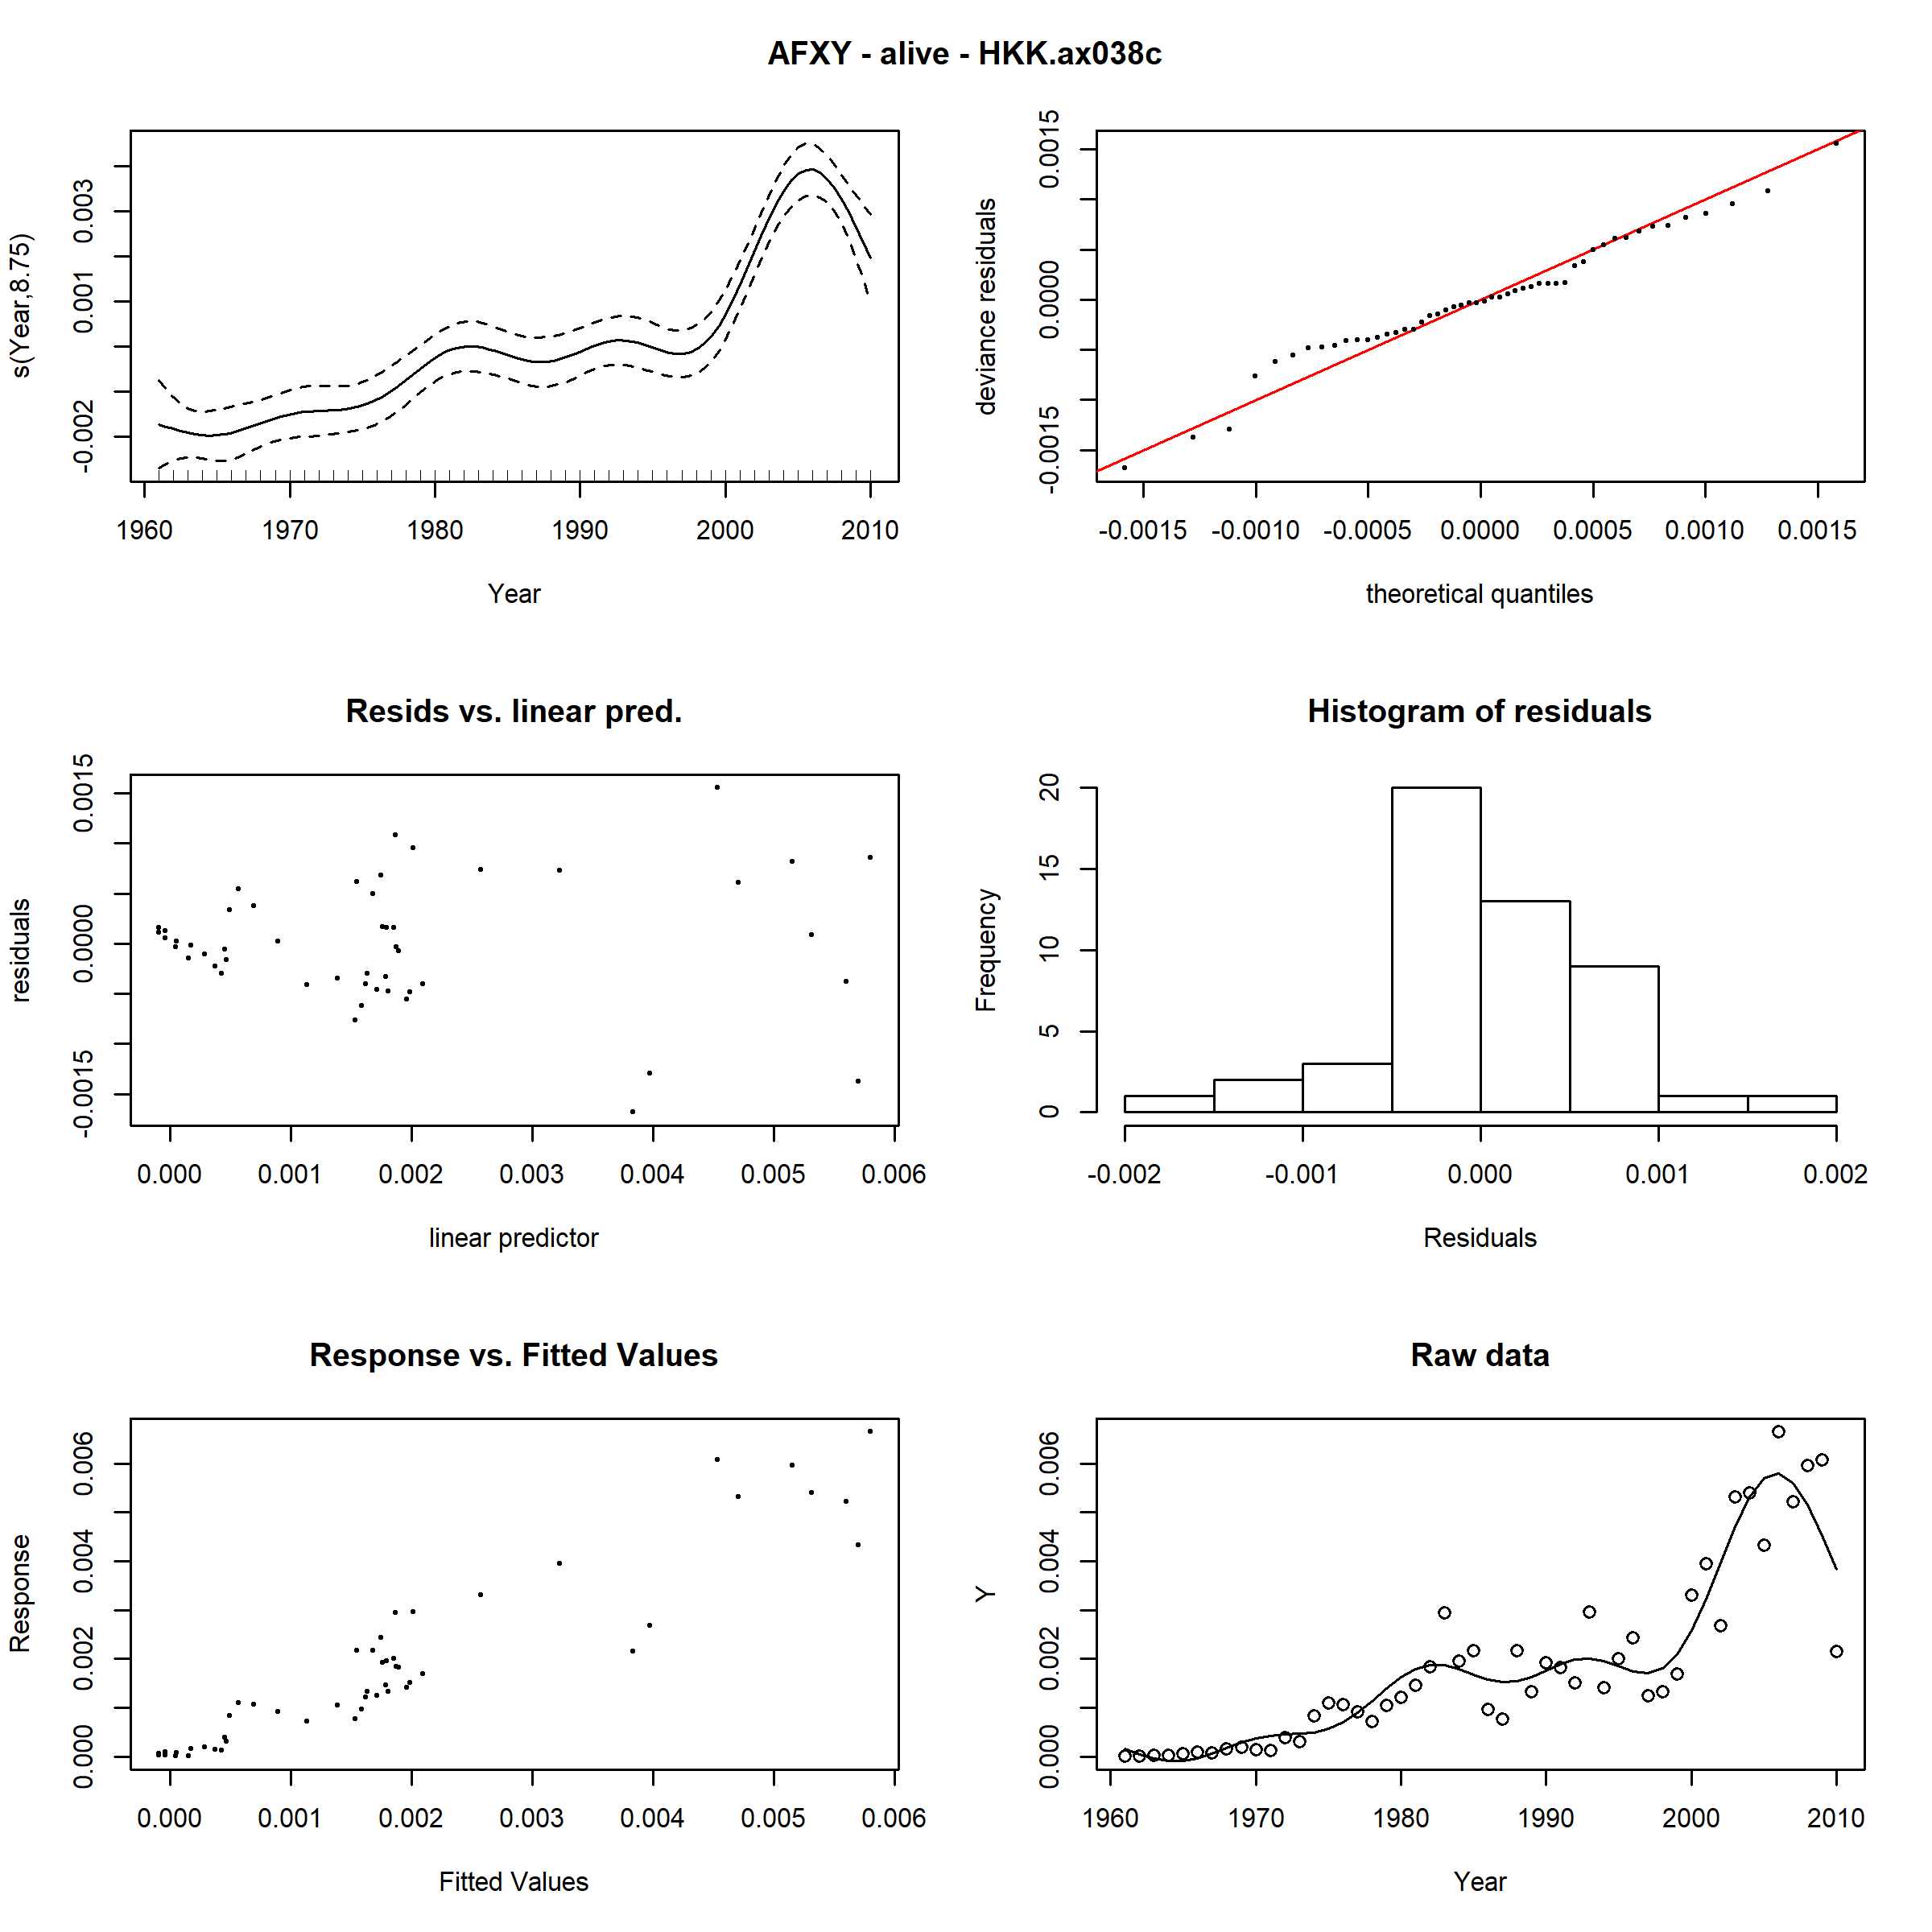 AFXY - alive - HKK.ax038c
s(Year,8.75)
-0.002 0.001 0.003
1960 1970 1980 1990 2000 2010
Year
deviance residuals
-0.0015 0.0000 0.0015
-0.0015 -0.0010 -0.0005 0.0000 0.0005 0.0010 0.0015
theoretical quantiles
Resids vs. linear pred.
residuals
-0.0015 0.0000 0.0015
0.000 0.001 0.002 0.003 0.004 0.005 0.006
linear predictor
Histogram of residuals
Frequency
0 5 10 15 20
-0.002 -0.001 0.000 0.001 0.002
Residuals
Response vs. Fitted Values
Response
0.000 0.002 0.004 0.006
0.000 0.001 0.002 0.003 0.004 0.005 0.006
Fitted Values
Raw data
Y
0.000 0.002 0.004 0.006
1960 1970 1980 1990 2000 2010
Year